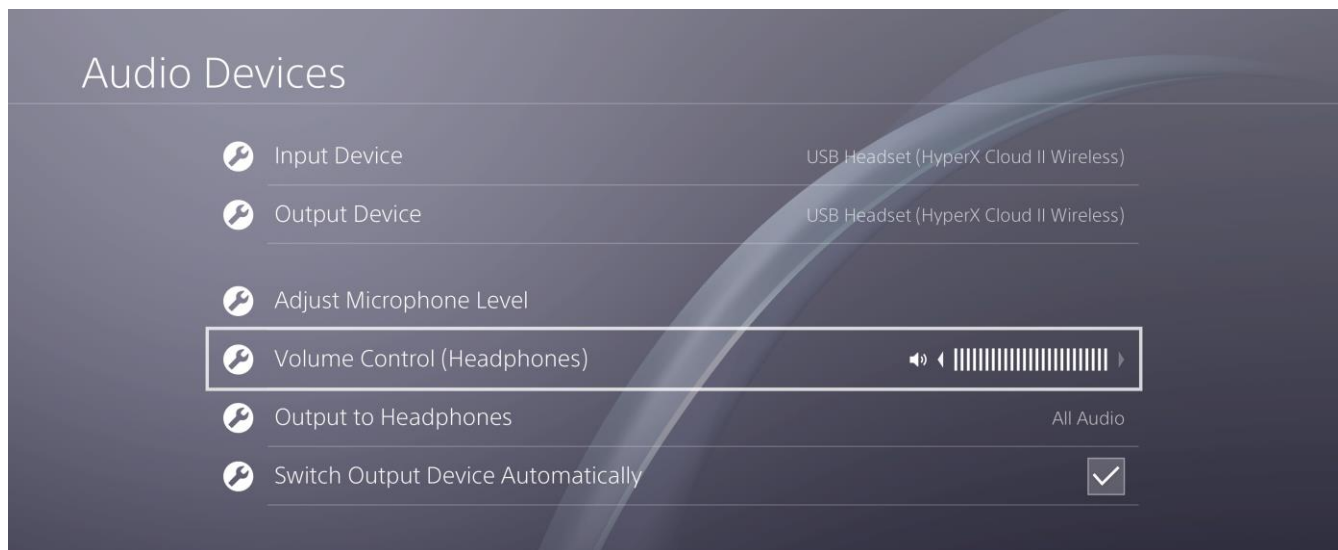 Audio Devices
Input Device USB Headset (HyperX Cloud II Wireless)
Output Device USB Headset (HyperX Cloud II Wireless)
Adjust Microphone Level
Volume Control (Headphones)
Output to Headphones All Audio
Switch Output Device Automatically